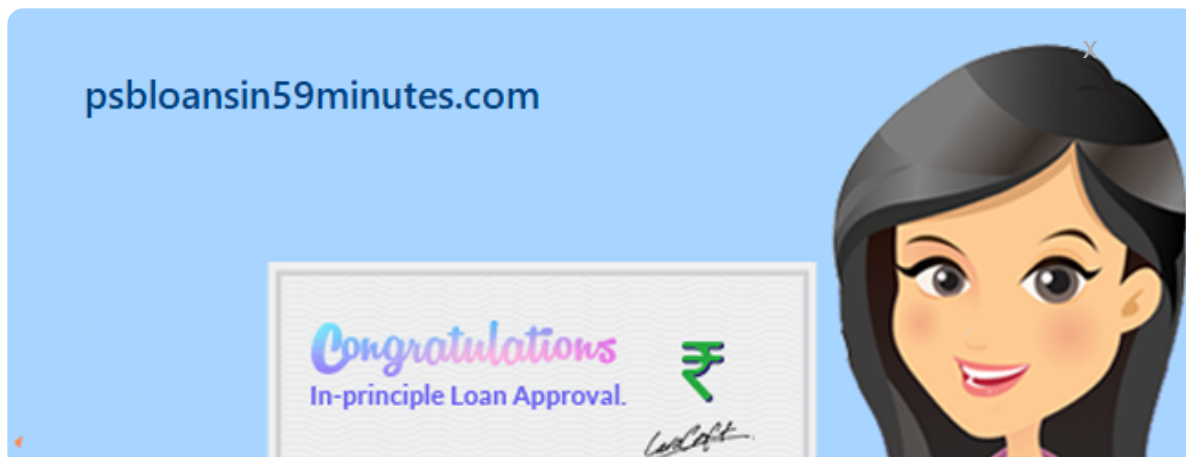 psbloansin59minutes.com
X
Congratulations
₹
In-principle Loan Approval.